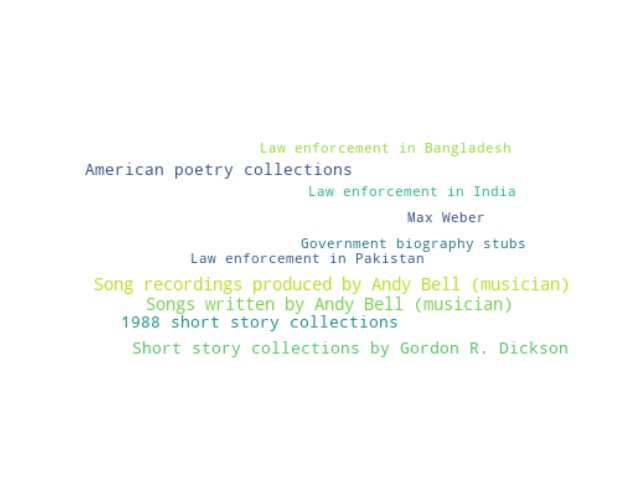 Law enforcement in Bangladesh
American poetry collections
Law enforcement in India
Max Weber
Government biography stubs
Law enforcement in Pakistan
Song recordings produced by Andy Bell (musician)
Songs written by Andy Bell (musician)
1988 short story collections
Short story collections by Gordon R. Dickson